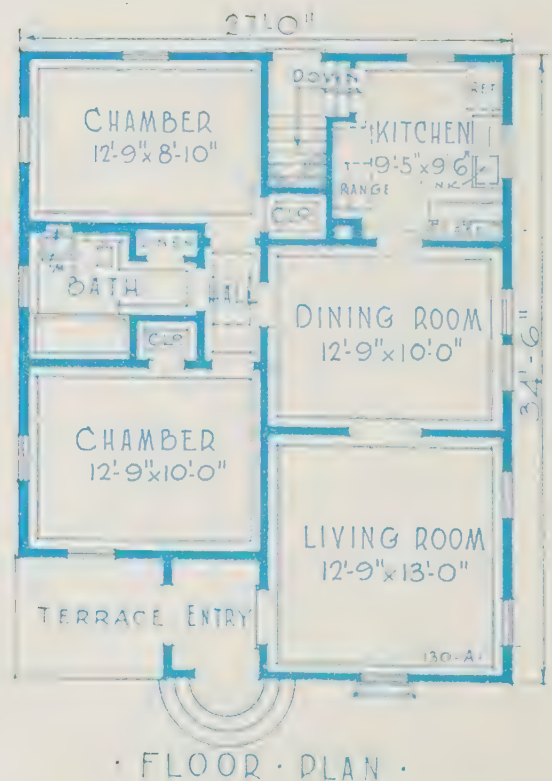 27'-0"
DOWN
REF.
CHAMBER
12'-9"x8'-10"
KITCHEN
9'-5"x9'-6"
RANGE
CLO.
BATH
HALL
DINING ROOM
12'-9"x10'-0"
34'-6"
CLO.
CHAMBER
12'-9"x10'-0"
LIVING ROOM
12'-9"x13'-0"
TERRACE
ENTRY
130-A
· FLOOR · PLAN ·